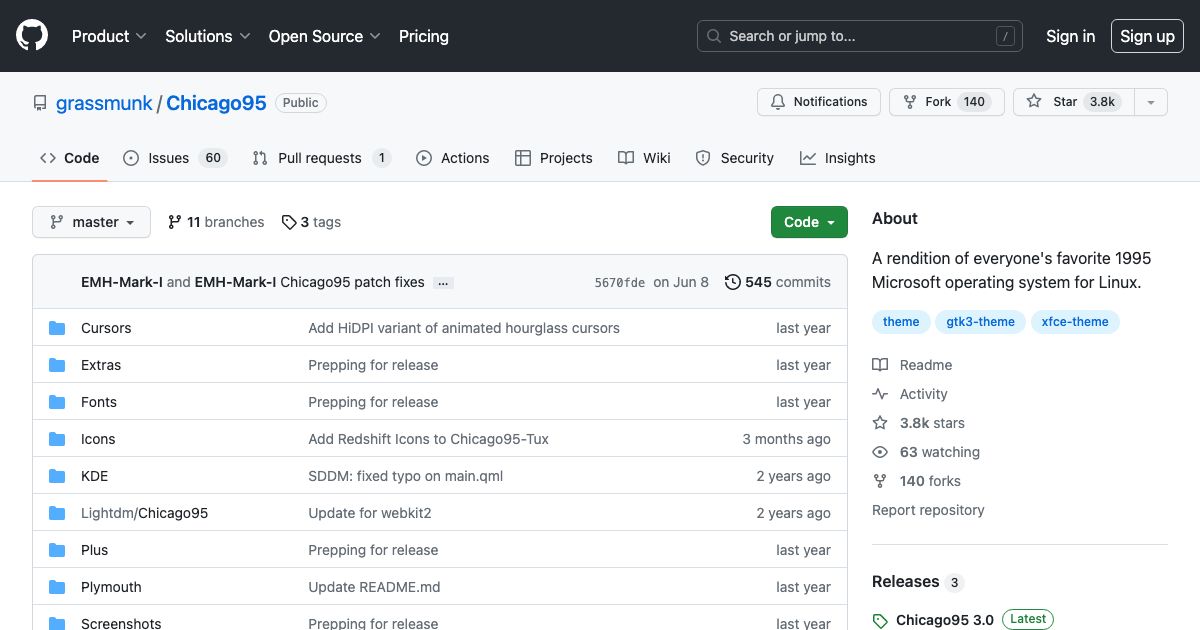 Product Solutions Open Source Pricing Search or jump to... / Sign in Sign up
grassmunk / Chicago95 Public Notifications Fork 140 Star 3.8k
Code Issues 60 Pull requests 1 Actions Projects Wiki Security Insights
master 11 branches 3 tags Code
EMH-Mark-I and EMH-Mark-I Chicago95 patch fixes ... 5670fde on Jun 8 545 commits
Cursors Add HiDPI variant of animated hourglass cursors last year
Extras Prepping for release last year
Fonts Prepping for release last year
Icons Add Redshift Icons to Chicago95-Tux 3 months ago
KDE SDDM: fixed typo on main.qml 2 years ago
Lightdm/Chicago95 Update for webkit2 2 years ago
Plus Prepping for release last year
Plymouth Update README.md last year
Screenshots Prepping for release last year
About
A rendition of everyone's favorite 1995
Microsoft operating system for Linux.
theme gtk3-theme xfce-theme
Readme
Activity
3.8k stars
63 watching
140 forks
Report repository
Releases 3
Chicago95 3.0 Latest